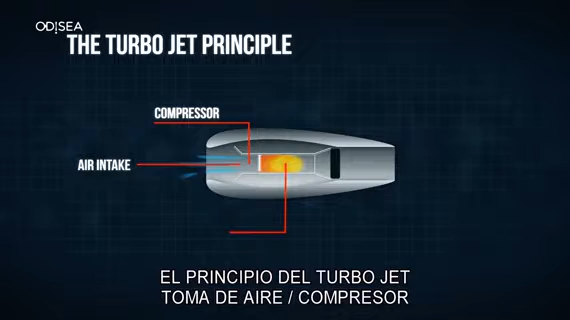 ODISEA
THE TURBO JET PRINCIPLE
COMPRESSOR
AIR INTAKE
EL PRINCIPIO DEL TURBO JET
TOMA DE AIRE / COMPRESOR